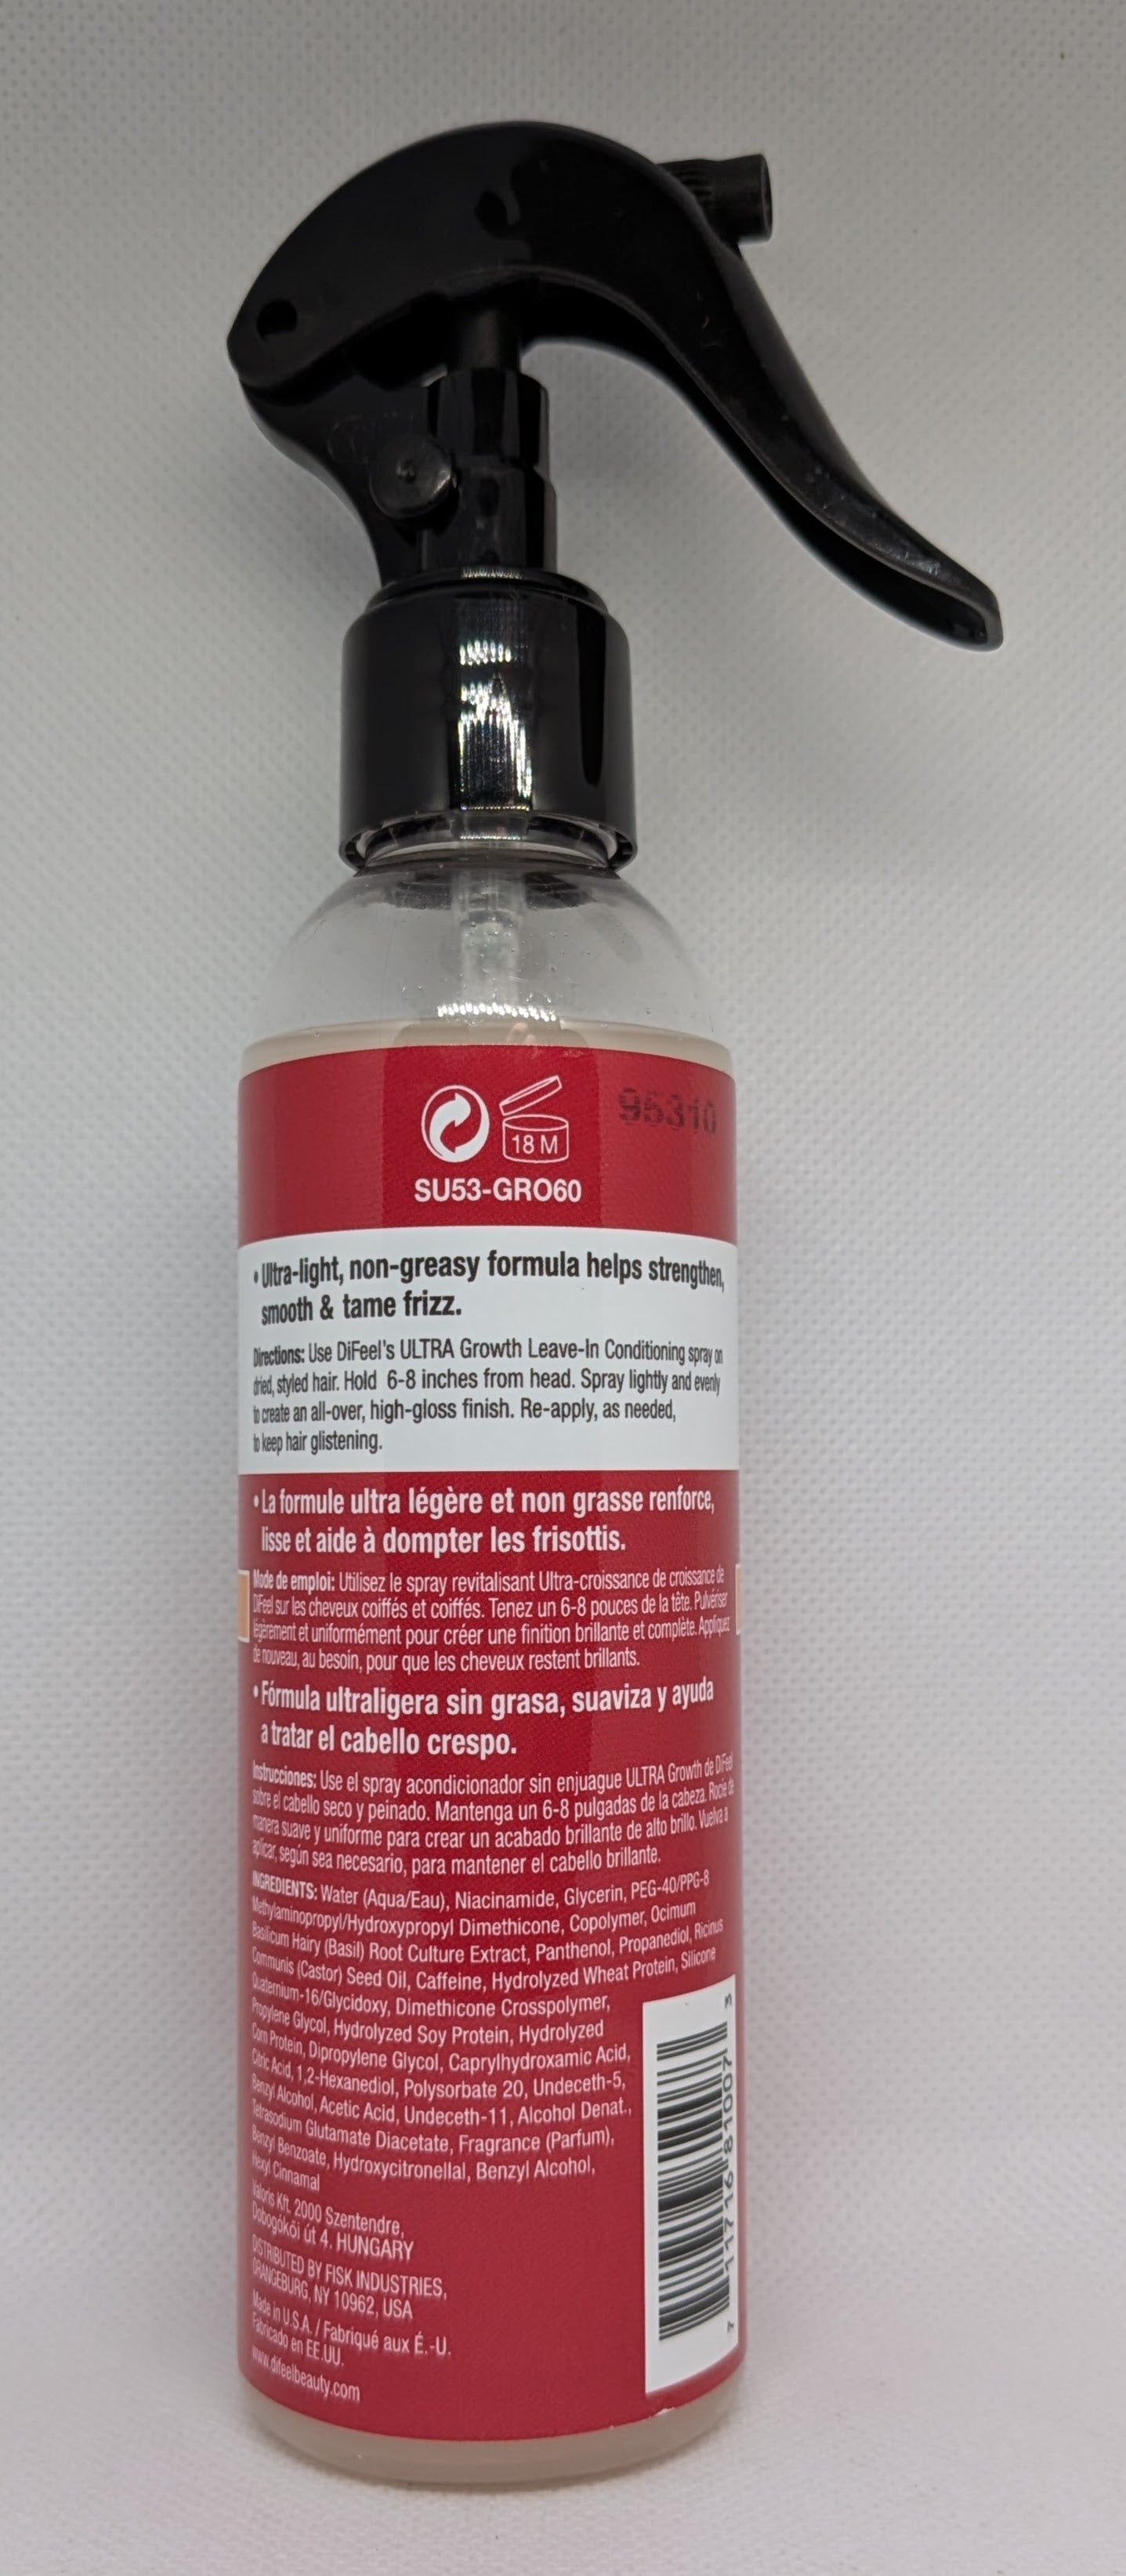 95310
18 M
SU53-GRO60
• Ultra-light, non-greasy formula helps strengthen,
smooth & tame frizz.
Directions: Use DiFeel's ULTRA Growth Leave-In Conditioning spray on
dried, styled hair. Hold 6-8 inches from head. Spray lightly and evenly
to create an all-over, high-gloss finish. Re-apply, as needed,
to keep hair glistening.
• La formule ultra légère et non grasse renforce,
lisse et aide à dompter les frisottis.
Mode de emploi: Utilisez le spray revitalisant Ultra-croissance de croissance de
DiFeel sur les cheveux coiffés et coiffés. Tenez un 6-8 pouces de la tête. Pulvériser
légèrement et uniformément pour créer une finition brillante et complète. Appliquez
de nouveau, au besoin, pour que les cheveux restent brillants.
• Fórmula ultraligera sin grasa, suaviza y ayuda
a tratar el cabello crespo.
Instrucciones: Use el spray acondicionador sin enjuague ULTRA Growth de DiFeel
sobre el cabello seco y peinado. Mantenga un 6-8 pulgadas de la cabeza. Rocíe de
manera suave y uniforme para crear un acabado brillante de alto brillo. Vuelva a
aplicar, según sea necesario, para mantener el cabello brillante.
INGREDIENTS: Water (Aqua/Eau), Niacinamide, Glycerin, PEG-40/PPG-8
Methylaminopropyl/Hydroxypropyl Dimethicone, Copolymer, Ocimum
Basilicum Hairy (Basil) Root Culture Extract, Panthenol, Propanediol, Ricinus
Communis (Castor) Seed Oil, Caffeine, Hydrolyzed Wheat Protein, Silicone
Quaternium-16/Glycidoxy, Dimethicone Crosspolymer,
Propylene Glycol, Hydrolyzed Soy Protein, Hydrolyzed
Corn Protein, Dipropylene Glycol, Caprylhydroxamic Acid,
Citric Acid, 1,2-Hexanediol, Polysorbate 20, Undeceth-5,
Benzyl Alcohol, Acetic Acid, Undeceth-11, Alcohol Denat.,
Tetrasodium Glutamate Diacetate, Fragrance (Parfum),
Benzyl Benzoate, Hydroxycitronellal, Benzyl Alcohol,
Hexyl Cinnamal
Valoris Kft. 2000 Szentendre,
Dobogókői út 4. HUNGARY
DISTRIBUTED BY FISK INDUSTRIES,
ORANGEBURG, NY 10962, USA
Made in U.S.A. / Fabriqué aux É.-U.
Fabricado en EE.UU.
www.difeelbeauty.com
7 11716 81007 3